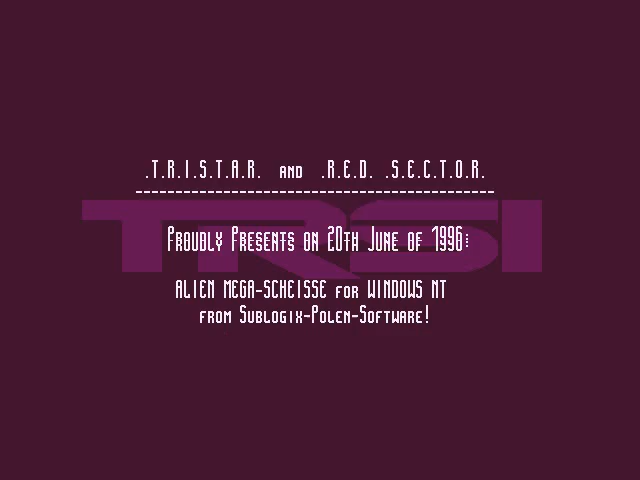 .T.R.I.S.T.A.R. AND .R.E.D. .S.E.C.T.O.R.
---------------------------------------------
TRSI
PROUDLY PRESENTS ON 20TH JUNE OF 1996:
ALIEN MEGA-SCHEISSE FOR WINDOWS NT
FROM SUBLOGIX-POLEN-SOFTWARE!